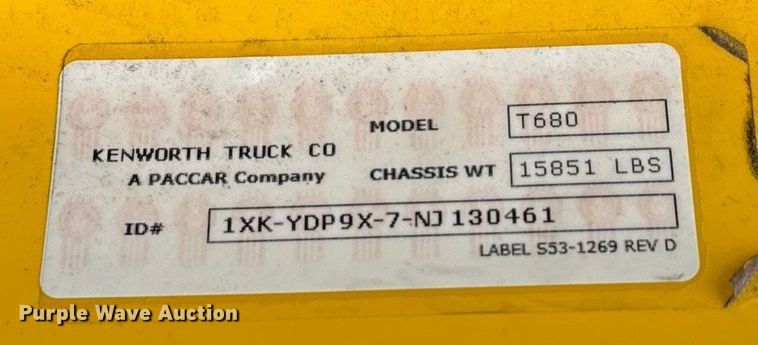 MODEL T680
KENWORTH TRUCK CO
A PACCAR Company
CHASSIS WT 15851 LBS
ID# 1XK-YDP9X-7-NJ130461
LABEL S53-1269 REV D
Purple Wave Auction